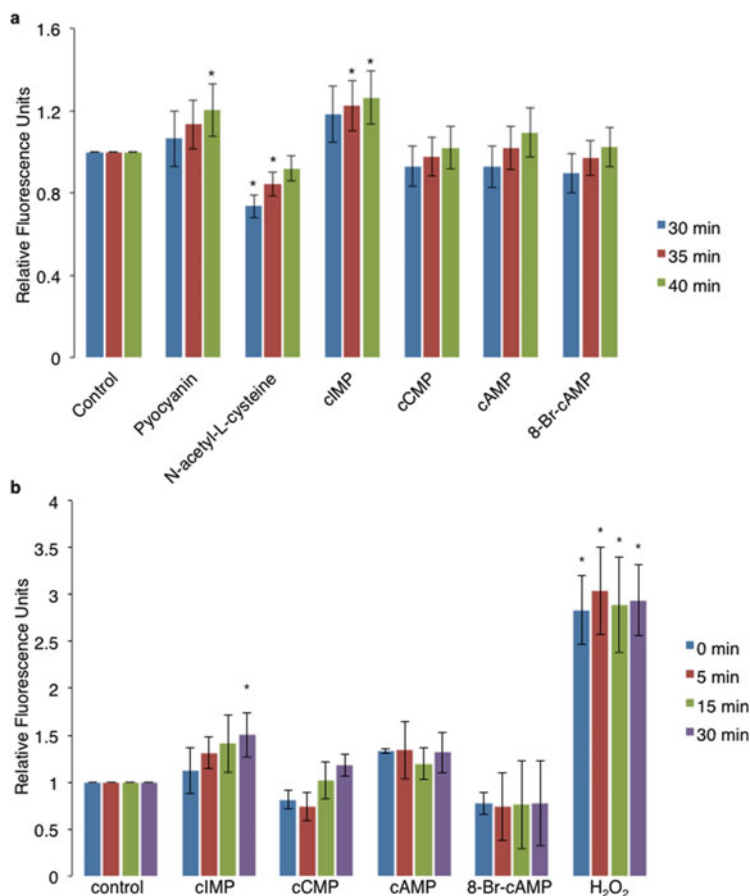 a
Relative Fluorescence Units
1.6
1.2
0.8
0.4
0
*
* *
* *
Control
Pyocyanin
N-acetyl-L-cysteine
cIMP
cCMP
cAMP
8-Br-cAMP
30 min
35 min
40 min
b
Relative Fluorescence Units
4
3.5
3
2.5
2
1.5
1
0.5
0
*
* * * *
control
cIMP
cCMP
cAMP
8-Br-cAMP
H₂O₂
0 min
5 min
15 min
30 min